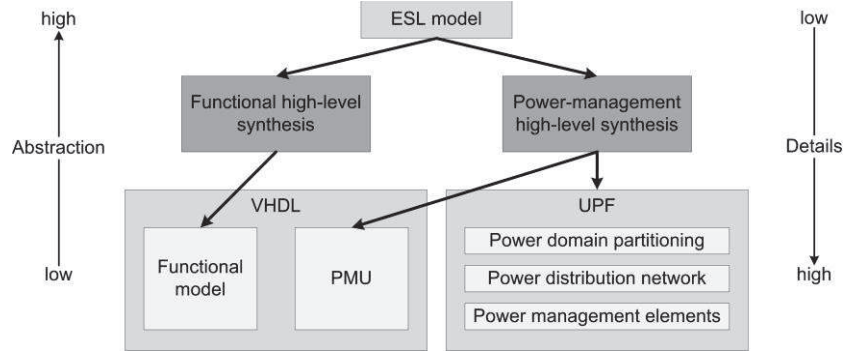 high
ESL model
low
Functional high-level
synthesis
Power-management
high-level synthesis
Abstraction
Details
VHDL
UPF
Functional
model
PMU
Power domain partitioning
Power distribution network
Power management elements
low
high